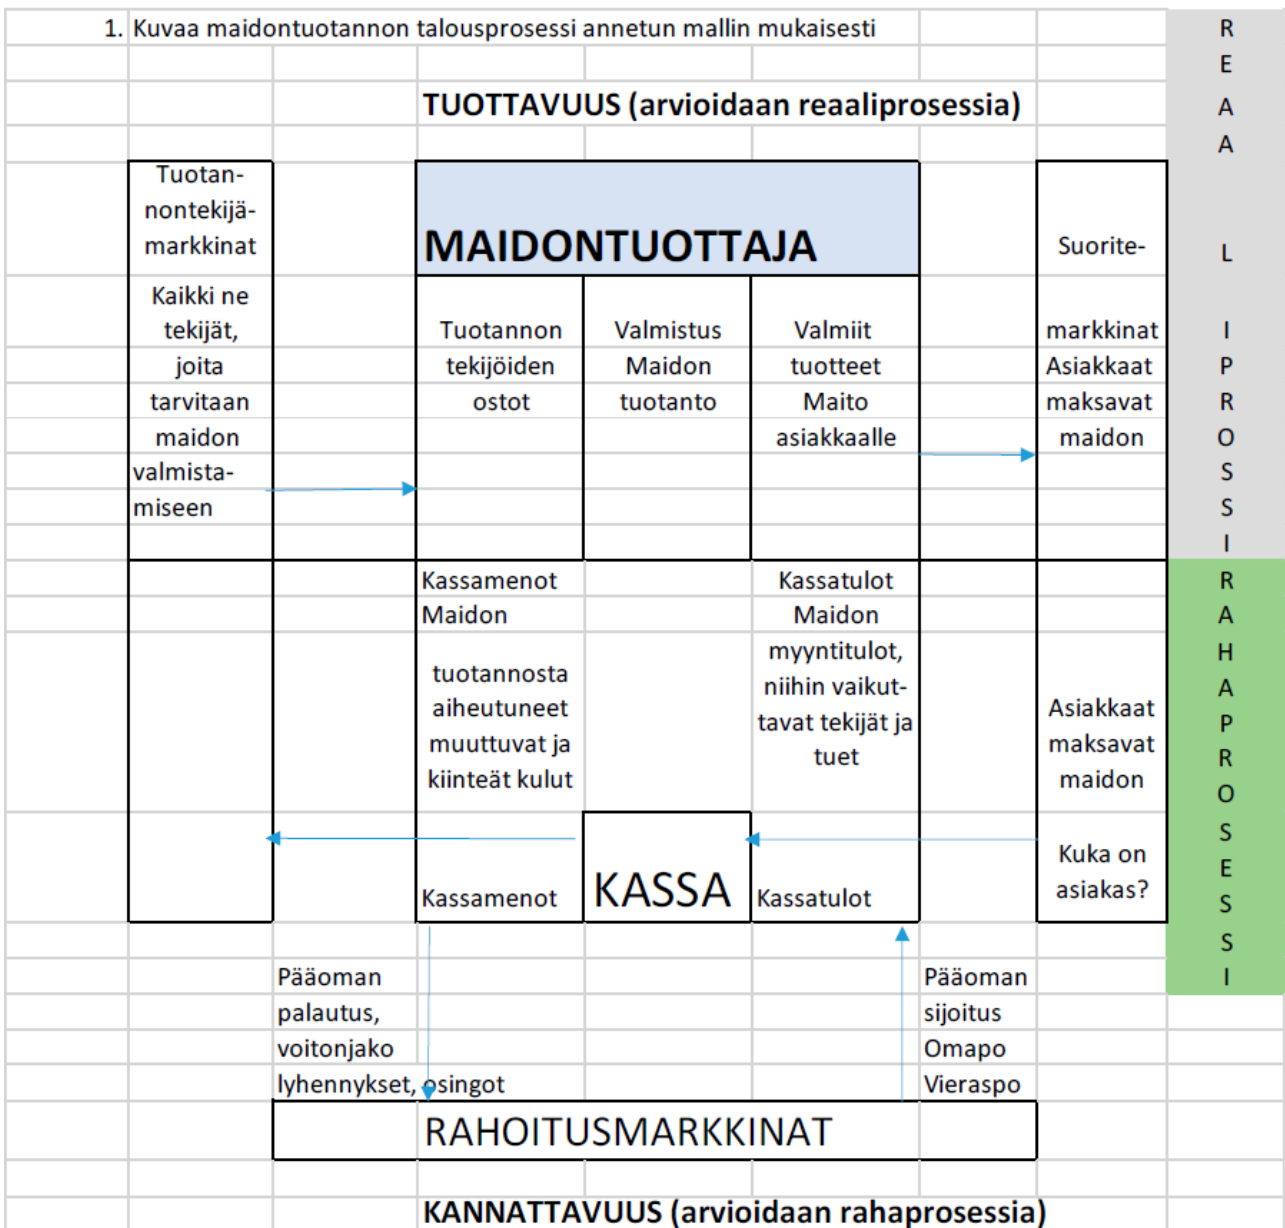 1. Kuvaa maidontuotannon talousprosessi annetun mallin mukaisesti
TUOTTAVUUS (arvioidaan reaaliprosessia)
Tuotan-
nontekijä-
markkinat
Kaikki ne
tekijät,
joita
tarvitaan
maidon
valmista-
miseen
MAIDONTUOTTAJA
Tuotannon
tekijöiden
ostot
Valmistus
Maidon
tuotanto
Valmiit
tuotteet
Maito
asiakkaalle
Suorite-
markkinat
Asiakkaat
maksavat
maidon
R
E
A
A
L
I
P
R
O
S
S
I
Kassamenot
Maidon
tuotannosta
aiheutuneet
muuttuvat ja
kiinteät kulut
Kassatulot
Maidon
myyntitulot,
niihin vaikut-
tavat tekijät ja
tuet
Asiakkaat
maksavat
maidon
Kuka on
asiakas?
Kassamenot
KASSA
Kassatulot
R
A
H
A
P
R
O
S
E
S
S
I
Pääoman
palautus,
voitonjako
lyhennykset, osingot
Pääoman
sijoitus
Omapo
Vieraspo
RAHOITUSMARKKINAT
KANNATTAVUUS (arvioidaan rahaprosessia)